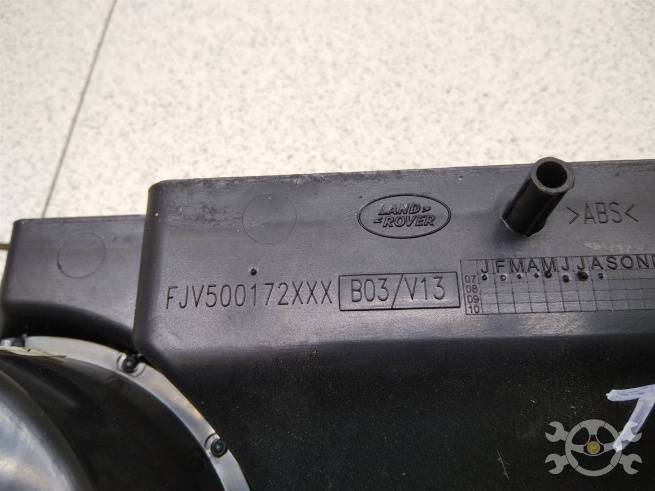 LAND
ROVER
>ABS<
FJV500172XXX B03/V13
JFMAMJJASON
07
08
09
10